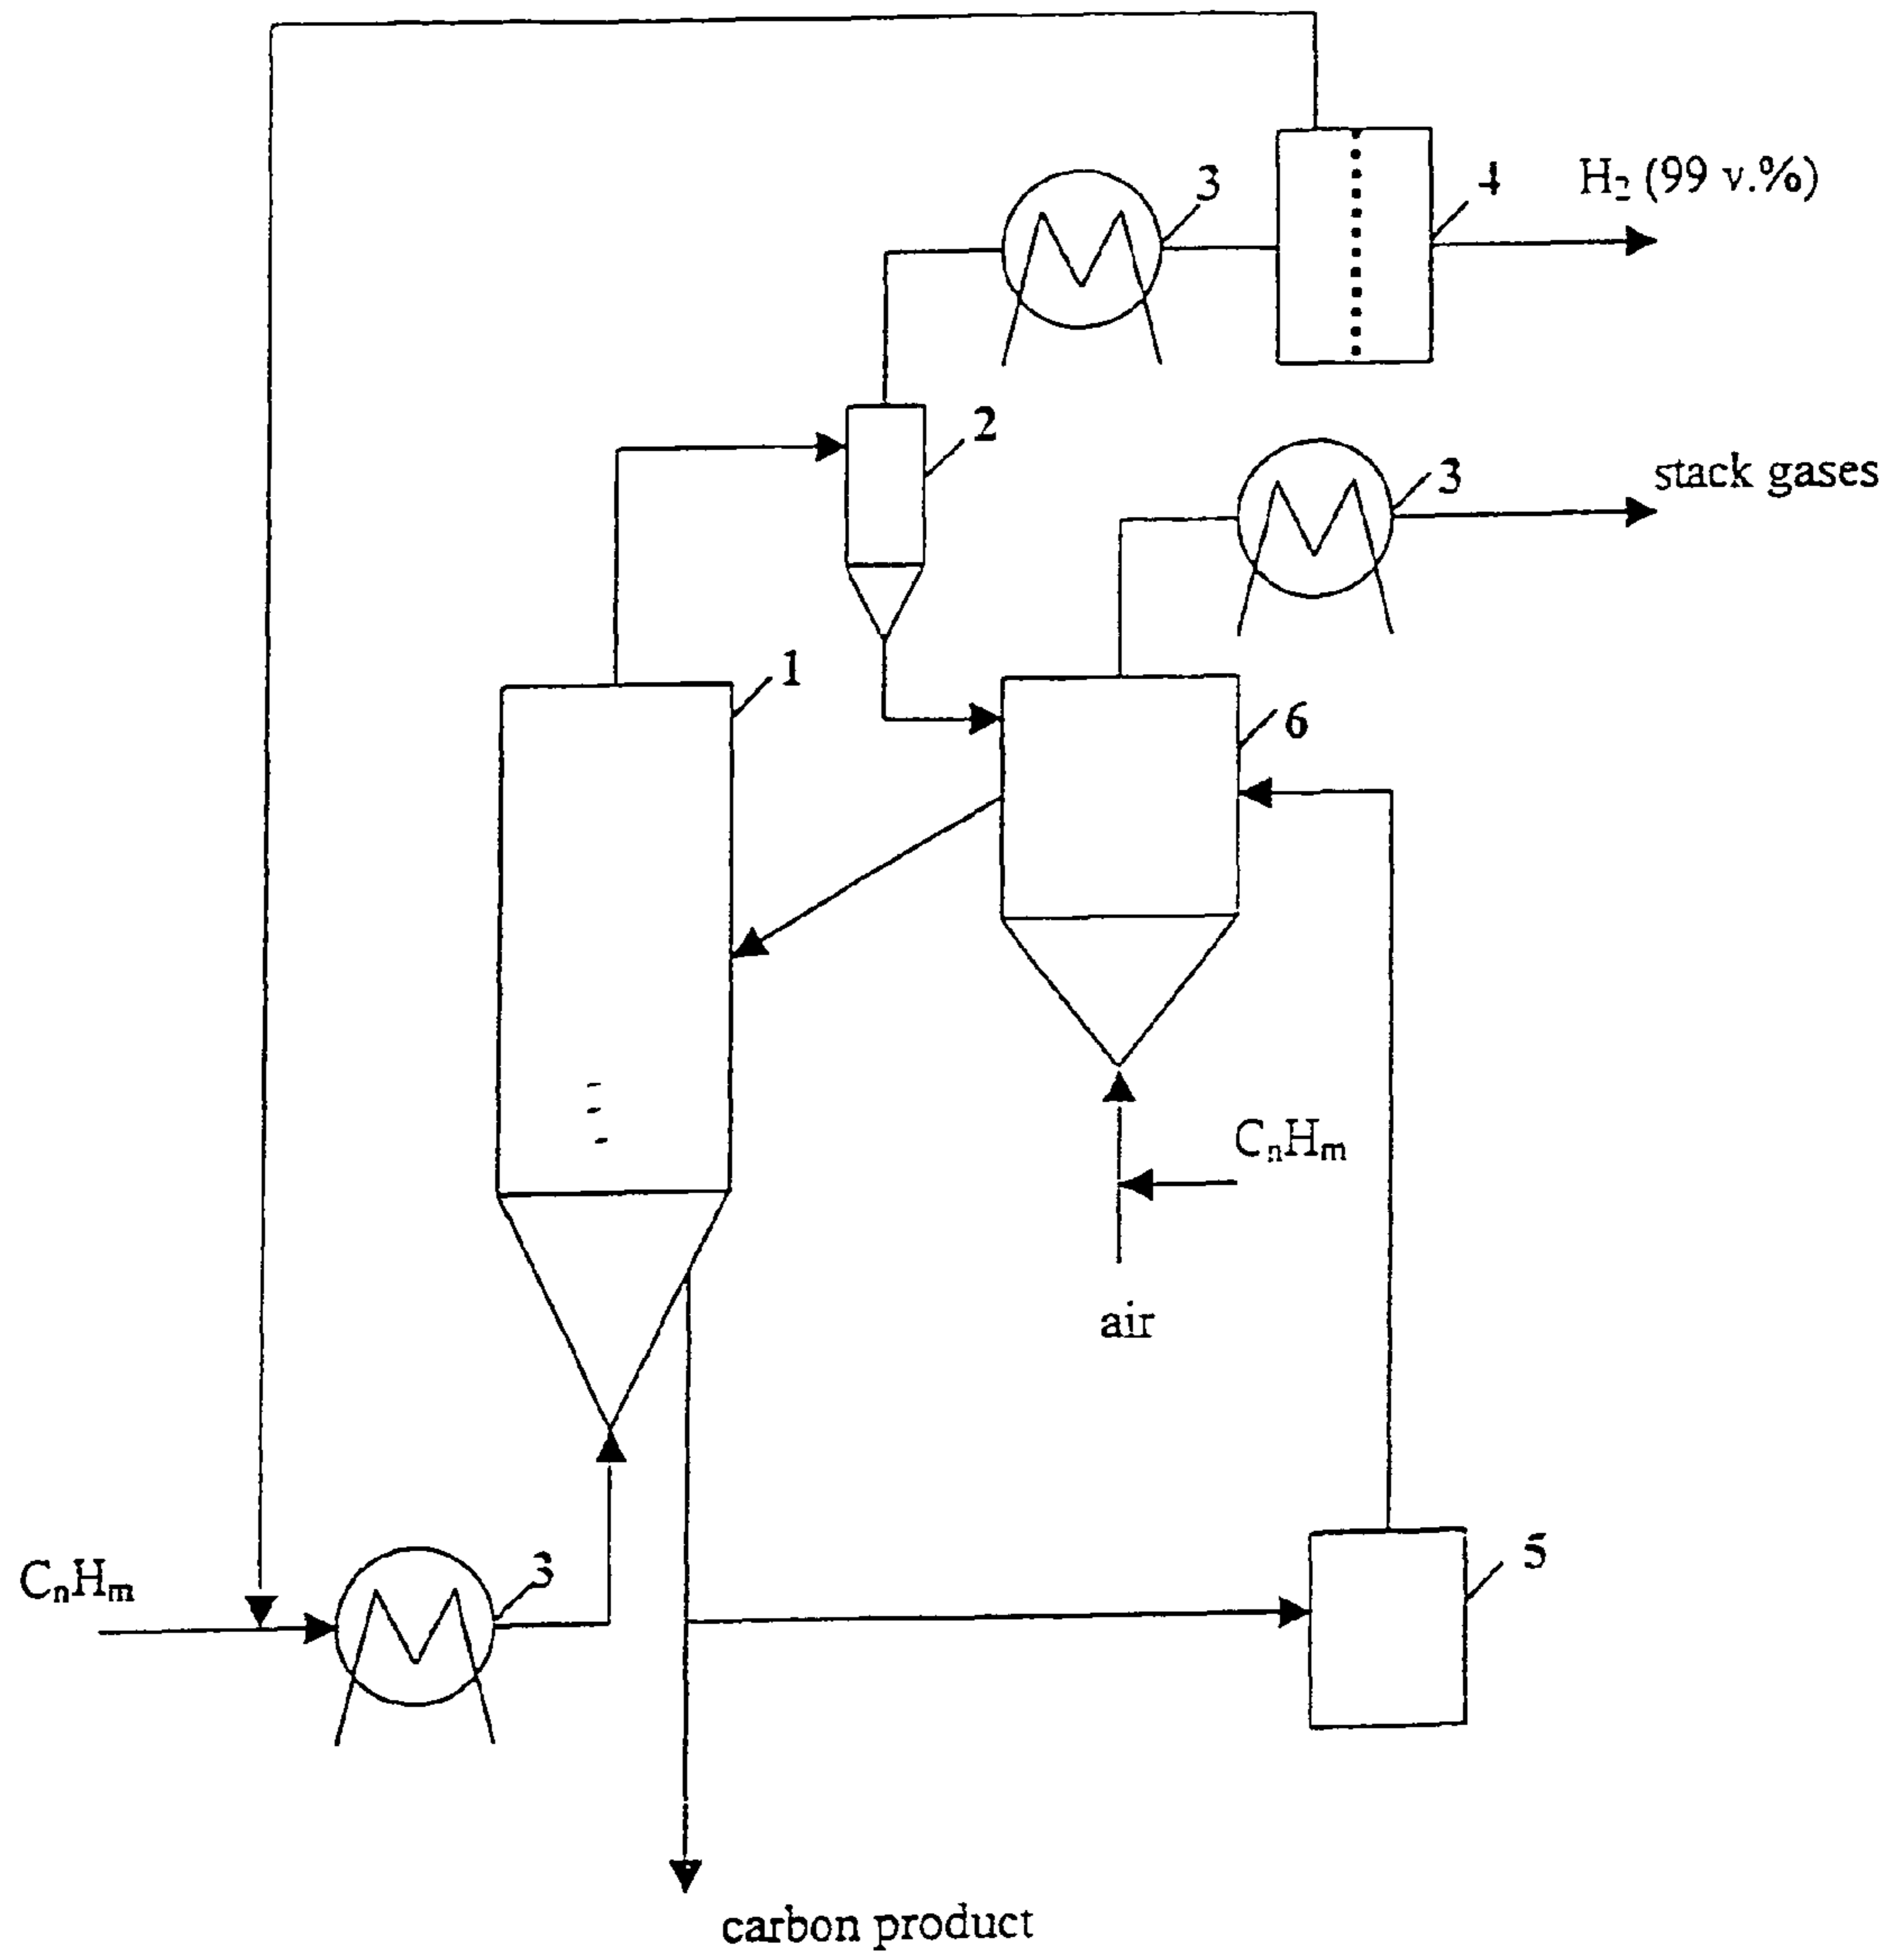 3
4
H₂ (99 v.%)
2
3
stack gases
1
6
CₙHₘ
air
CₙHₘ
3
5
carbon product